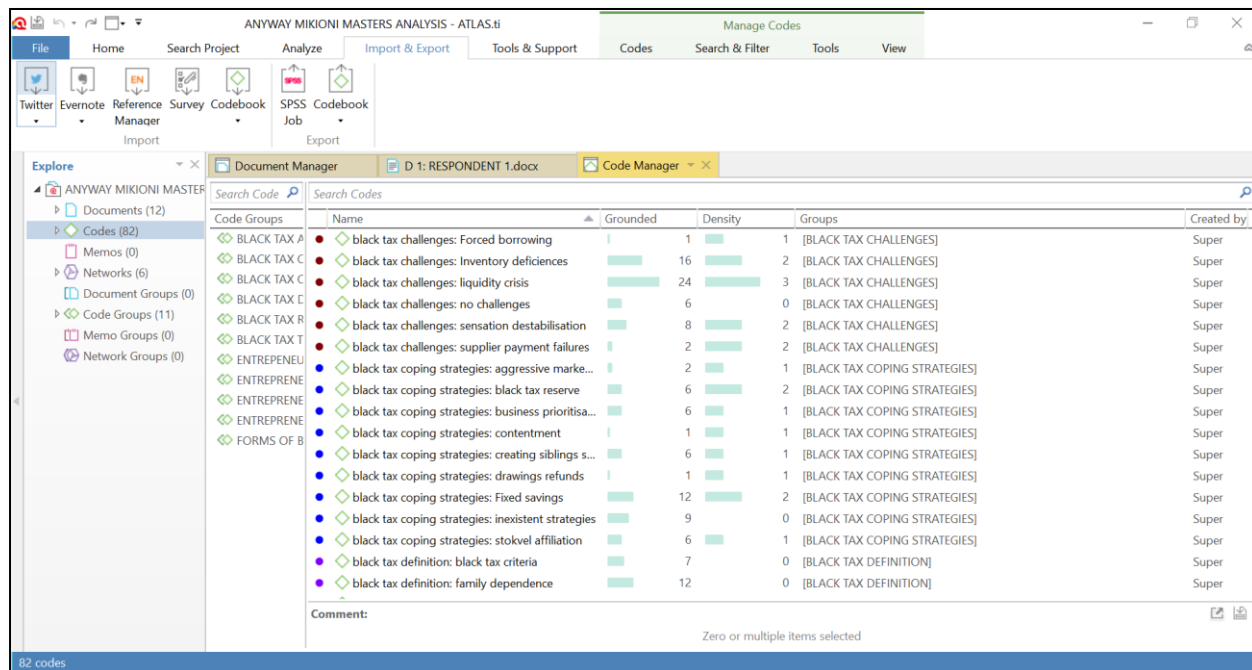 ANYWAY MIKIONI MASTERS ANALYSIS - ATLAS.ti
Manage Codes
File Home Search Project Analyze Import & Export Tools & Support Codes Search & Filter Tools View
Twitter Evernote EN Reference Manager Survey Codebook SPSS SPSS Job Codebook
Import Export
Explore
Document Manager D 1: RESPONDENT 1.docx Code Manager
ANYWAY MIKIONI MASTER
Documents (12)
Codes (82)
Memos (0)
Networks (6)
Document Groups (0)
Code Groups (11)
Memo Groups (0)
Network Groups (0)
Search Code
Code Groups
BLACK TAX A
BLACK TAX C
BLACK TAX C
BLACK TAX D
BLACK TAX R
BLACK TAX T
ENTREPENEU
ENTREPRENE
ENTREPRENE
ENTREPRENE
FORMS OF B
Search Codes
Name Grounded Density Groups Created by
black tax challenges: Forced borrowing 1 1 [BLACK TAX CHALLENGES] Super
black tax challenges: Inventory deficiences 16 2 [BLACK TAX CHALLENGES] Super
black tax challenges: liquidity crisis 24 3 [BLACK TAX CHALLENGES] Super
black tax challenges: no challenges 6 0 [BLACK TAX CHALLENGES] Super
black tax challenges: sensation destabilisation 8 2 [BLACK TAX CHALLENGES] Super
black tax challenges: supplier payment failures 2 2 [BLACK TAX CHALLENGES] Super
black tax coping strategies: aggressive marke... 2 1 [BLACK TAX COPING STRATEGIES] Super
black tax coping strategies: black tax reserve 6 2 [BLACK TAX COPING STRATEGIES] Super
black tax coping strategies: business prioritisa... 6 1 [BLACK TAX COPING STRATEGIES] Super
black tax coping strategies: contentment 1 1 [BLACK TAX COPING STRATEGIES] Super
black tax coping strategies: creating siblings s... 6 1 [BLACK TAX COPING STRATEGIES] Super
black tax coping strategies: drawings refunds 1 1 [BLACK TAX COPING STRATEGIES] Super
black tax coping strategies: Fixed savings 12 2 [BLACK TAX COPING STRATEGIES] Super
black tax coping strategies: inexistent strategies 9 0 [BLACK TAX COPING STRATEGIES] Super
black tax coping strategies: stokvel affiliation 6 1 [BLACK TAX COPING STRATEGIES] Super
black tax definition: black tax criteria 7 0 [BLACK TAX DEFINITION] Super
black tax definition: family dependence 12 0 [BLACK TAX DEFINITION] Super
Comment:
Zero or multiple items selected
82 codes